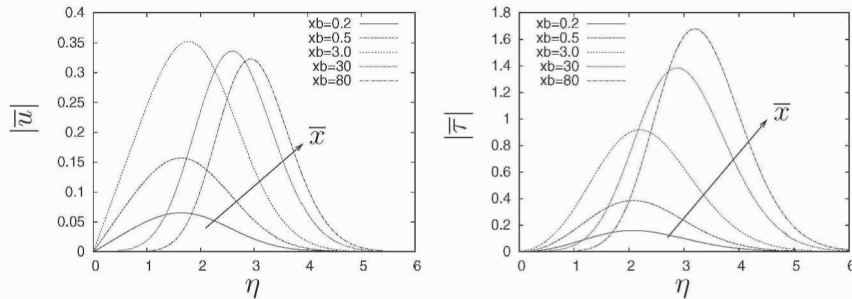 0.4
0.35
0.3
0.25
0.2
0.15
0.1
0.05
0
|u̅|
xb=0.2
xb=0.5
xb=3.0
xb=30
xb=80
x̅
0 1 2 3 4 5 6
η
1.8
1.6
1.4
1.2
1
0.8
0.6
0.4
0.2
0
|τ̅|
xb=0.2
xb=0.5
xb=3.0
xb=30
xb=80
x̅
0 1 2 3 4 5 6
η